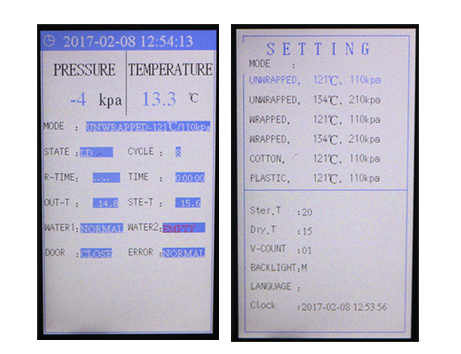 2017-02-08 12:54:13
PRESSURE TEMPERATURE
-4 kpa 13.3 ℃
MODE : UNWRAPPED-121℃/110kpa
STATE : LD CYCLE : 8
R-TIME: --:-- TIME : 0:00:00
OUT-T : 14.8 STE-T : 15.6
WATER1: NORMAL WATER2: EMPTY
DOOR : CLOSE ERROR : NORMAL
SETTING
MODE :
UNWRAPPED, 121℃, 110kpa
UNWRAPPED, 134℃, 210kpa
WRAPPED, 121℃, 110kpa
WRAPPED, 134℃, 210kpa
COTTON, 121℃, 110kpa
PLASTIC, 121℃, 110kpa
Ster.T :20
Dry.T :15
V-COUNT :01
BACKLIGHT:M
LANGUAGE :
Clock :2017-02-08 12:53:56